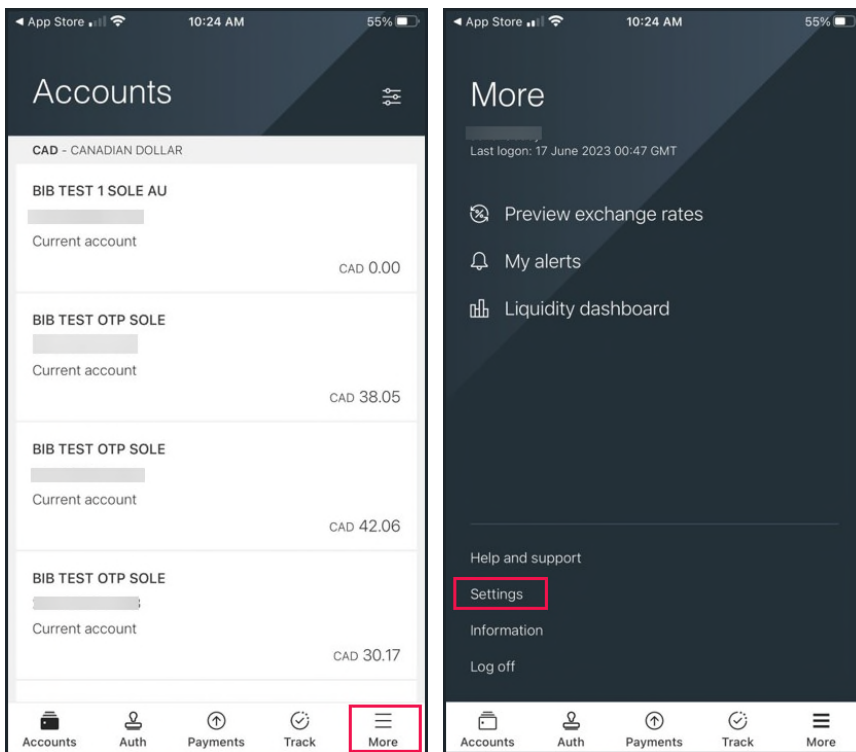 ◀ App Store 10:24 AM 55%
Accounts
CAD - CANADIAN DOLLAR
BIB TEST 1 SOLE AU
Current account
CAD 0.00
BIB TEST OTP SOLE
Current account
CAD 38.05
BIB TEST OTP SOLE
Current account
CAD 42.06
BIB TEST OTP SOLE
Current account
CAD 30.17
Accounts Auth Payments Track More
◀ App Store 10:24 AM 55%
More
Last logon: 17 June 2023 00:47 GMT
Preview exchange rates
My alerts
Liquidity dashboard
Help and support
Settings
Information
Log off
Accounts Auth Payments Track More